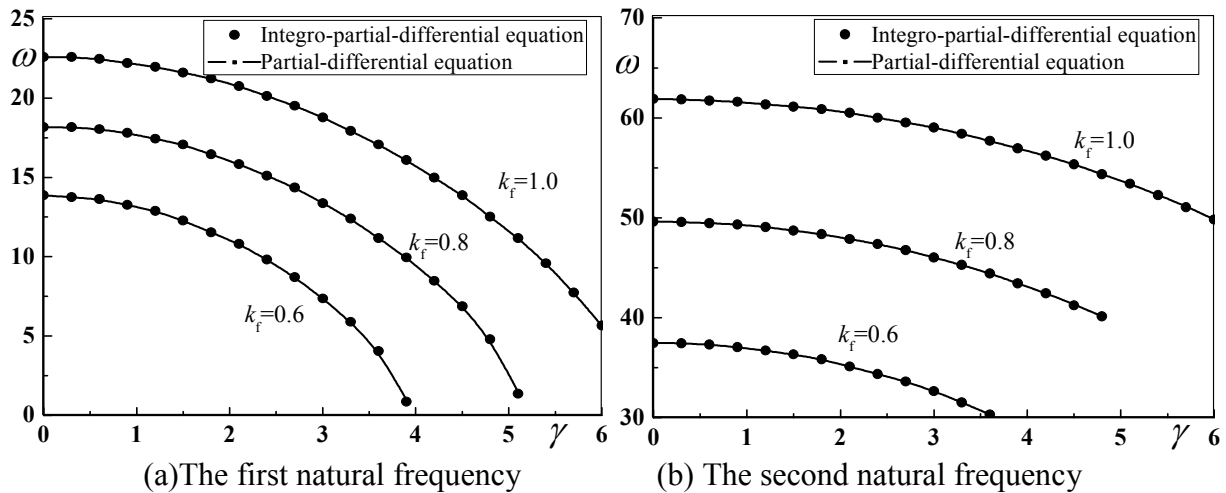 25
20
15
10
5
0
ω
Integro-partial-differential equation
Partial-differential equation
k_f=1.0
k_f=0.8
k_f=0.6
0 1 2 3 4 5 γ 6
(a)The first natural frequency
70
60
50
40
30
ω
Integro-partial-differential equation
Partial-differential equation
k_f=1.0
k_f=0.8
k_f=0.6
0 1 2 3 4 5 γ 6
(b) The second natural frequency